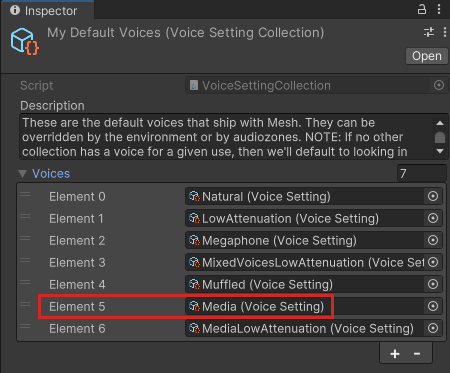 Inspector
My Default Voices (Voice Setting Collection)
Open
Script
VoiceSettingCollection
Description
These are the default voices that ship with Mesh. They can be
overridden by the environment or by audiozones. NOTE: If no other
collection has a voice for a given use, then we'll default to looking in
Voices 7
Element 0 Natural (Voice Setting)
Element 1 LowAttenuation (Voice Setting)
Element 2 Megaphone (Voice Setting)
Element 3 MixedVoicesLowAttenuation (Voice Set
Element 4 Muffled (Voice Setting)
Element 5 Media (Voice Setting)
Element 6 MediaLowAttenuation (Voice Setting)
+ -